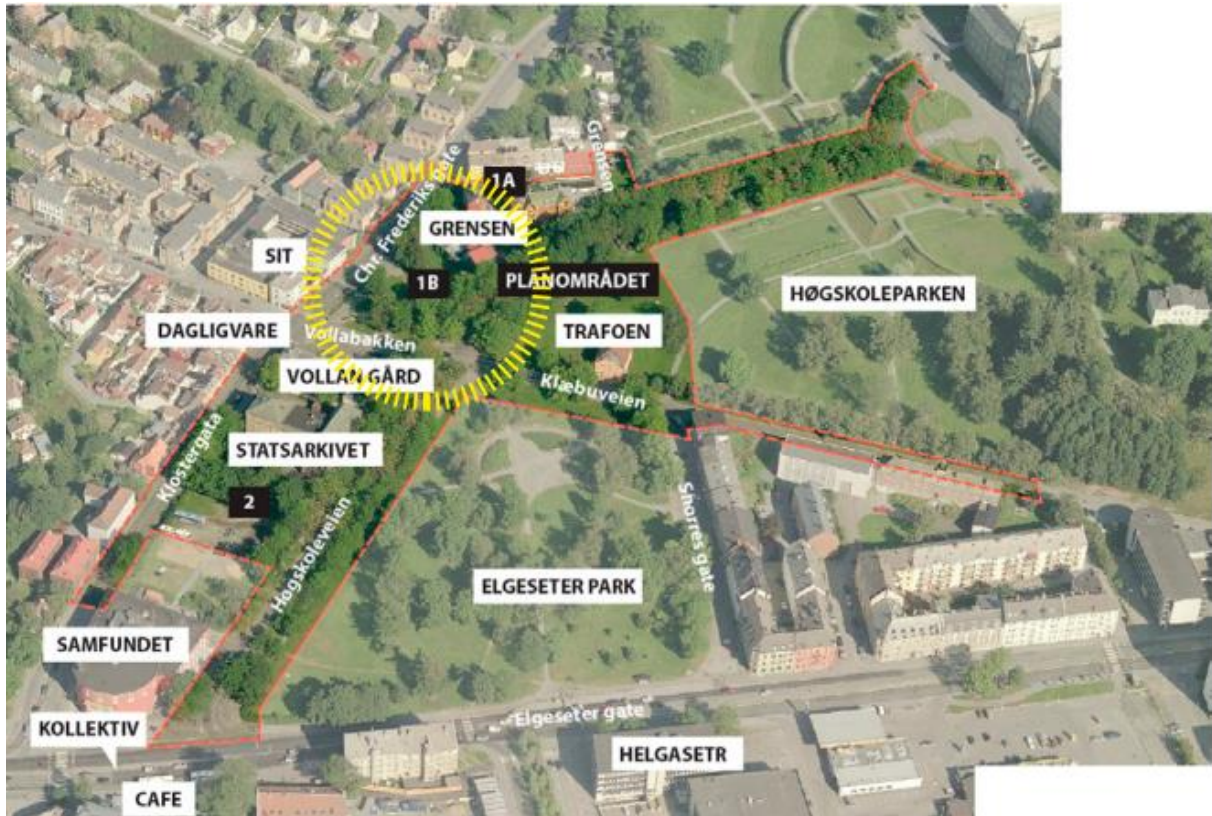 Grensen
Chr. Frederiks gate
1A
GRENSEN
SIT
1B
PLANOMRÅDET
HØGSKOLEPARKEN
DAGLIGVARE
Vollabakken
TRAFOEN
VOLLAN GÅRD
Klæbuveien
STATSARKIVET
Klostergata
2
Snorres gate
Høgskoleveien
ELGESETER PARK
SAMFUNDET
Elgeseter gate
KOLLEKTIV
HELGASETR
CAFE